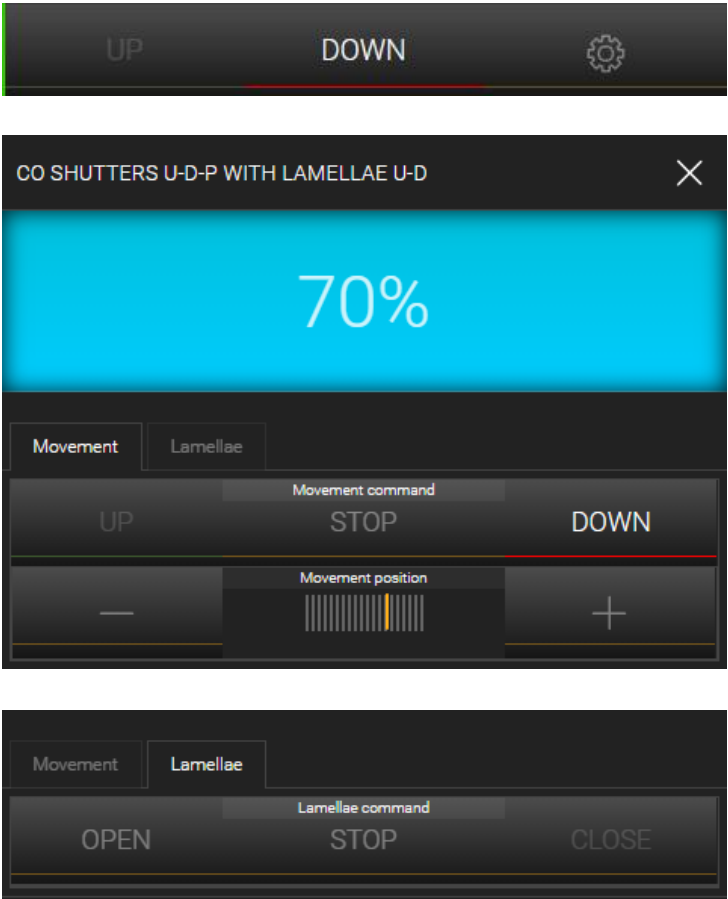 UP DOWN
CO SHUTTERS U-D-P WITH LAMELLAE U-D
70%
Movement Lamellae
Movement command
UP STOP DOWN
Movement position
Movement Lamellae
Lamellae command
OPEN STOP CLOSE